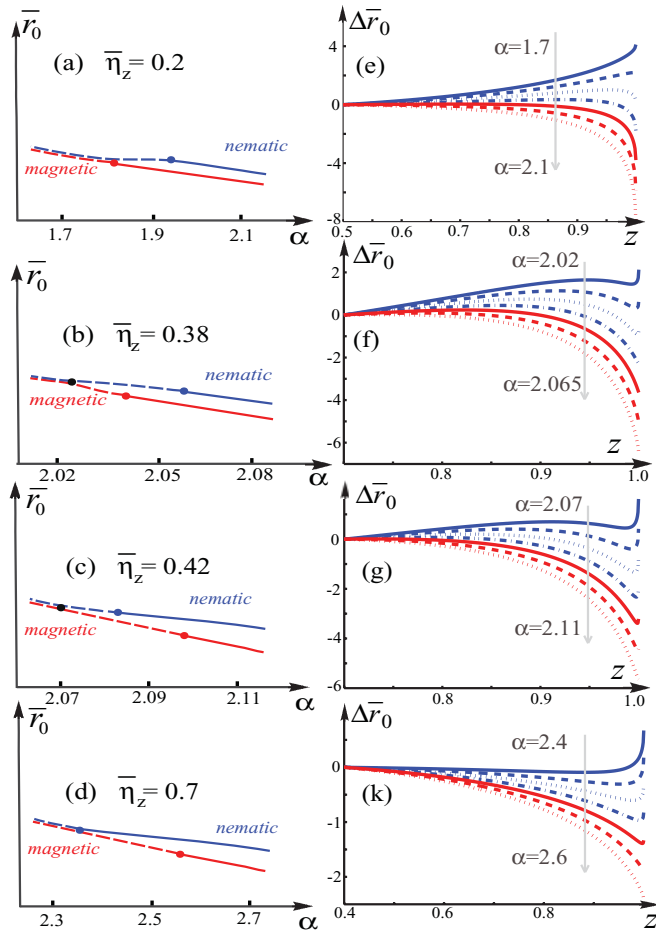 r̅₀
(a) η̅_z = 0.2
nematic
magnetic
1.7 1.9 2.1 α
Δr̅₀
4
α=1.7
(e)
0
-4
α=2.1
-8
0.5 0.6 0.7 0.8 0.9 z
r̅₀
(b) η̅_z = 0.38
nematic
magnetic
2.02 2.05 2.08 α
Δr̅₀
2
α=2.02
0
(f)
-2
α=2.065
-4
-6
z
0.8 0.9 1.0
r̅₀
(c) η̅_z = 0.42
nematic
magnetic
2.07 2.09 2.11 α
Δr̅₀
α=2.07
0
(g)
-2
α=2.11
-4
-6
z
0.8 0.9 1.0
r̅₀
(d) η̅_z = 0.7
nematic
magnetic
2.3 2.5 2.7 α
Δr̅₀
α=2.4
(k)
0
-1
α=2.6
-2
0.4 0.6 0.8 z